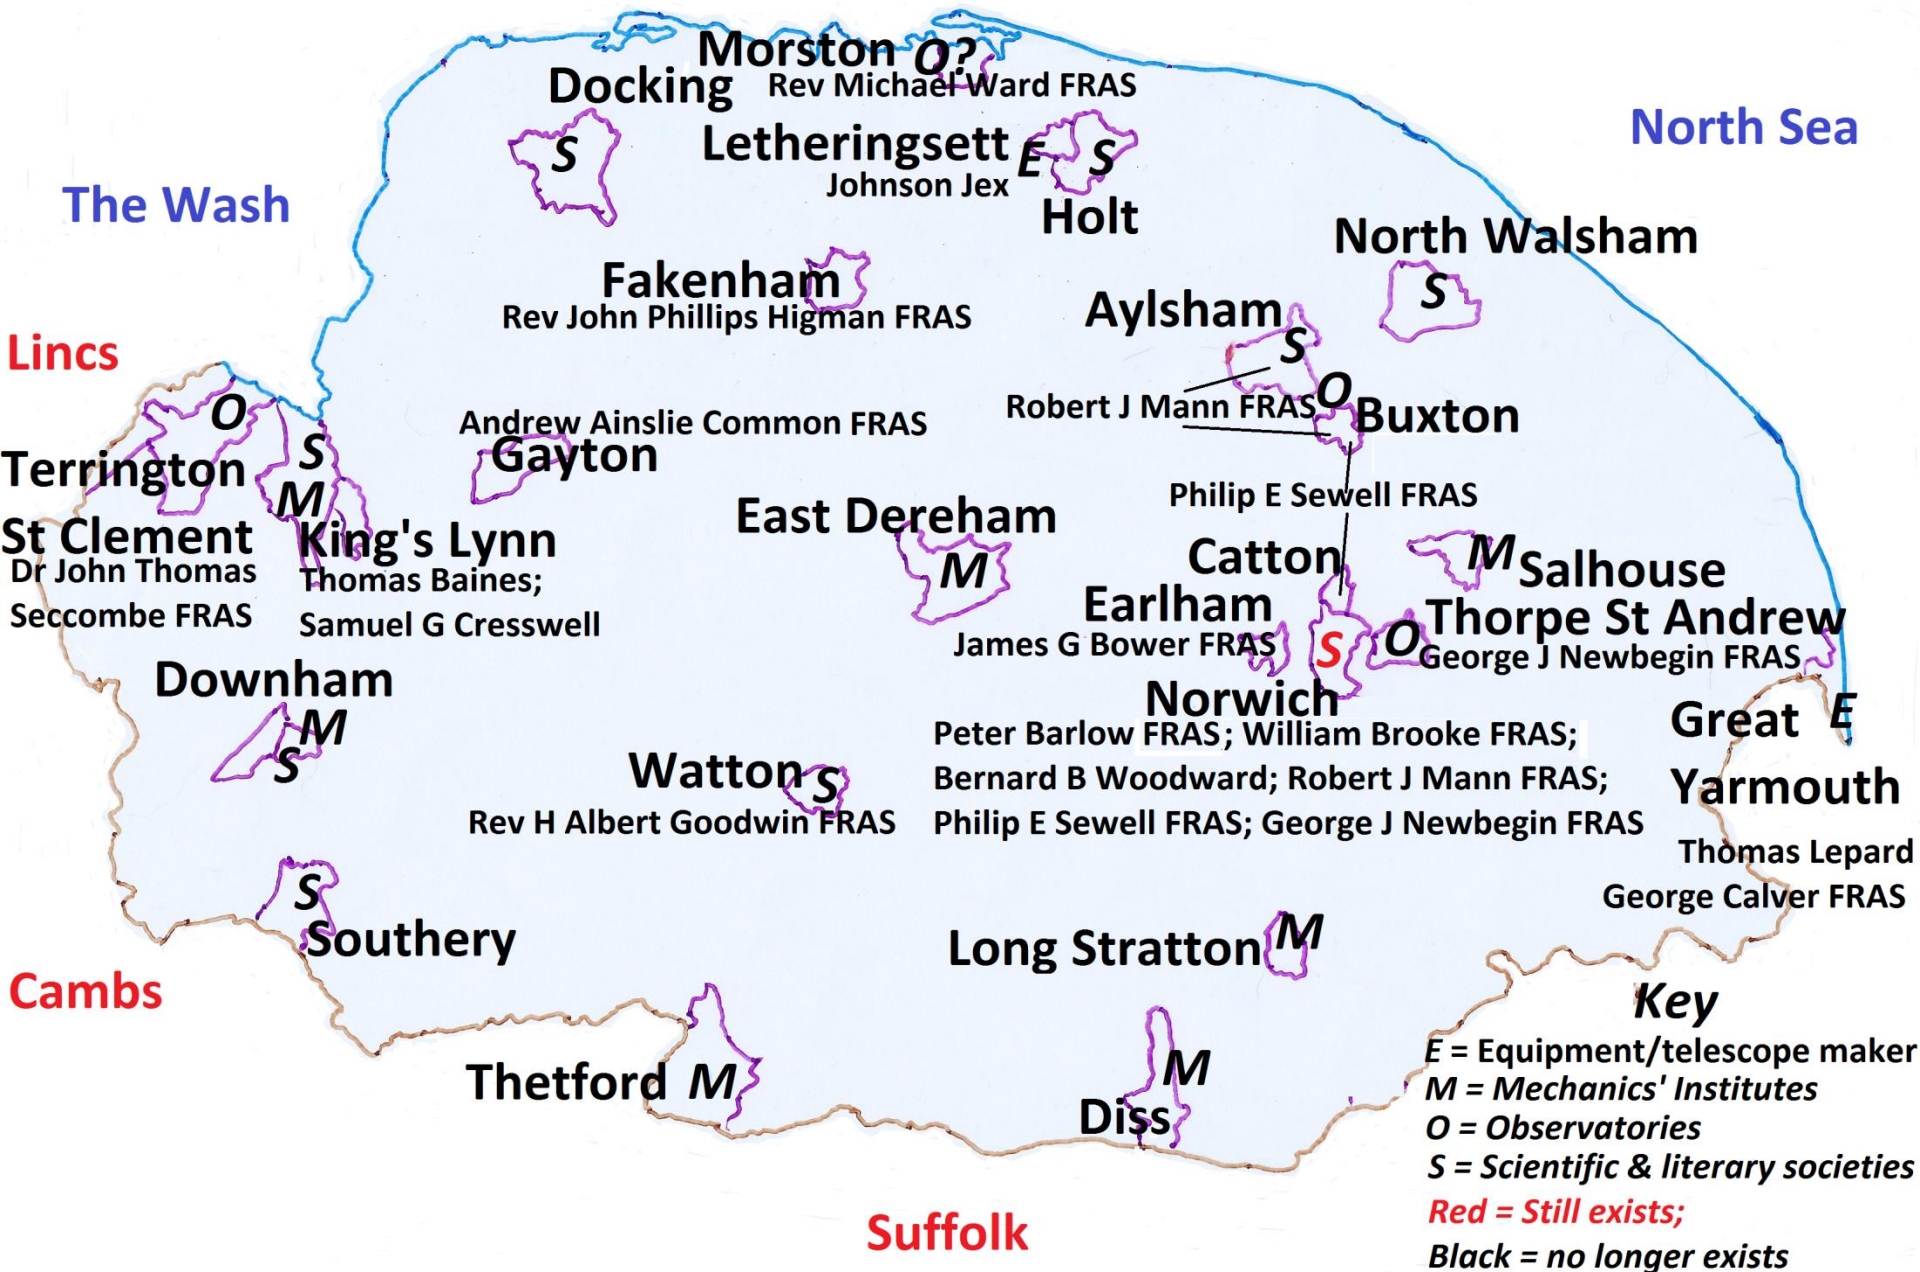 Morston O?
Rev Michael Ward FRAS
Docking
S
Letheringsett E S
Johnson Jex
Holt
North Sea
The Wash
North Walsham
S
Fakenham
Rev John Phillips Higman FRAS
Aylsham
S
Lincs
Robert J Mann FRAS
O
Buxton
O
Terrington
St Clement
Dr John Thomas
Seccombe FRAS
S
M
King's Lynn
Thomas Baines;
Samuel G Cresswell
Andrew Ainslie Common FRAS
Gayton
Philip E Sewell FRAS
East Dereham
M
Catton
M Salhouse
Earlham
James G Bower FRAS
S
O
Thorpe St Andrew
George J Newbegin FRAS
Norwich
Peter Barlow FRAS; William Brooke FRAS;
Bernard B Woodward; Robert J Mann FRAS;
Philip E Sewell FRAS; George J Newbegin FRAS
Downham
M
S
Watton S
Rev H Albert Goodwin FRAS
Great E
Yarmouth
Thomas Lepard
George Calver FRAS
S
Southery
Long Stratton M
Cambs
Thetford M
M
Diss
Suffolk
Key
E = Equipment/telescope maker
M = Mechanics' Institutes
O = Observatories
S = Scientific & literary societies
Red = Still exists;
Black = no longer exists